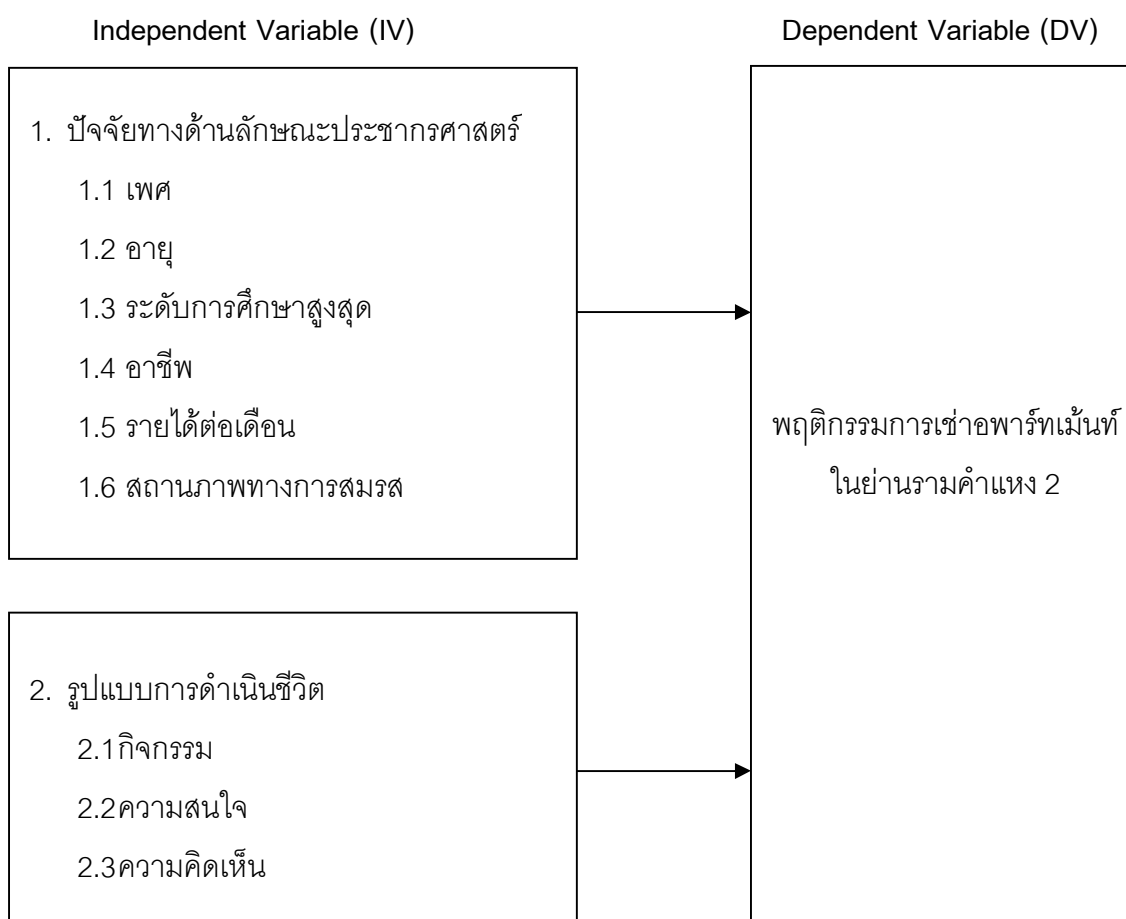 Independent Variable (IV)
Dependent Variable (DV)
1. ปัจจัยทางด้านลักษณะประชากรศาสตร์
1.1 เพศ
1.2 อายุ
1.3 ระดับการศึกษาสูงสุด
1.4 อาชีพ
1.5 รายได้ต่อเดือน
1.6 สถานภาพทางการสมรส
2. รูปแบบการดำเนินชีวิต
2.1กิจกรรม
2.2ความสนใจ
2.3ความคิดเห็น
พฤติกรรมการเช่าอพาร์ทเม้นท์
ในย่านรามคำแหง 2